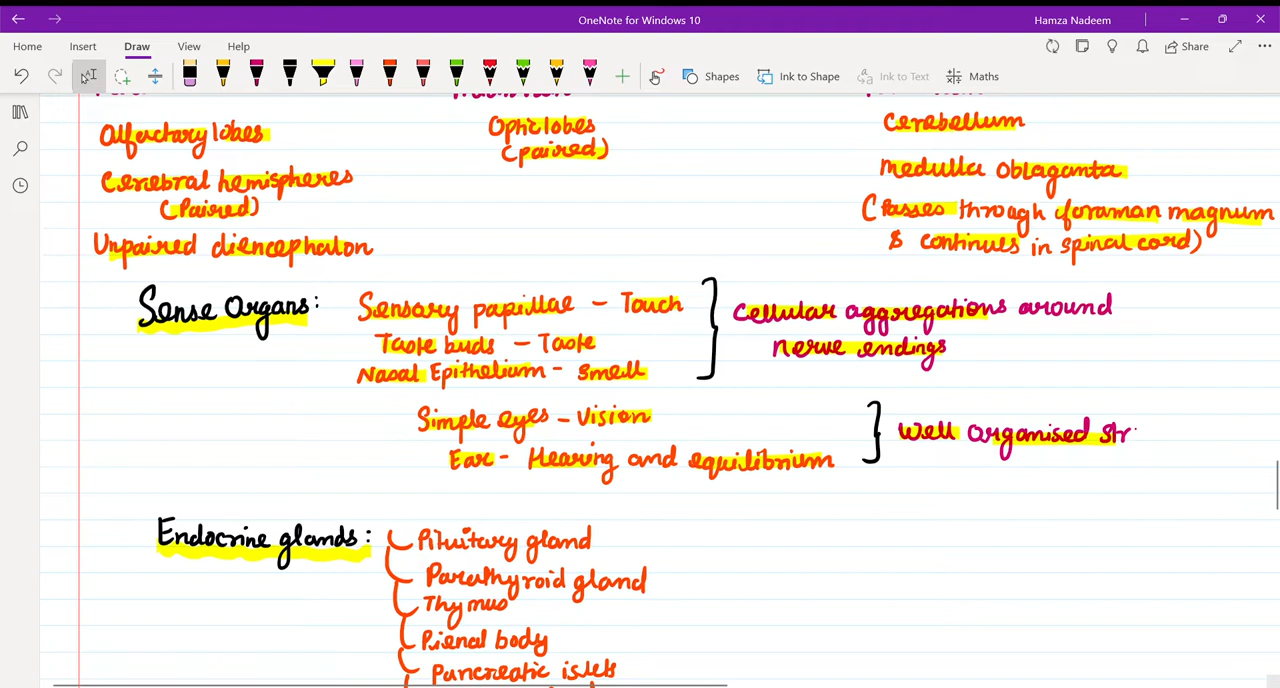 OneNote for Windows 10
Hamza Nadeem
Home Insert Draw View Help
Share
Shapes
Ink to Shape
Ink to Text
Maths
Olfactory lobes
Optic lobes
(paired)
Cerebellum
Cerebral hemispheres
(Paired)
Medulla oblaganta
(Passes through foraman magnum
& continues in spinal cord)
Unpaired diencephalon
Sense Organs:
Sensory papillae - Touch
Taste buds - Taste
Nasal Epithelium - Smell
Cellular aggregations around
nerve endings
Simple eyes - Vision
Ear - Hearing and equilibrium
Well organised str.
Endocrine glands:
Pituitary gland
Parathyroid gland
Thymus
Pienal body
Pancreatic islets